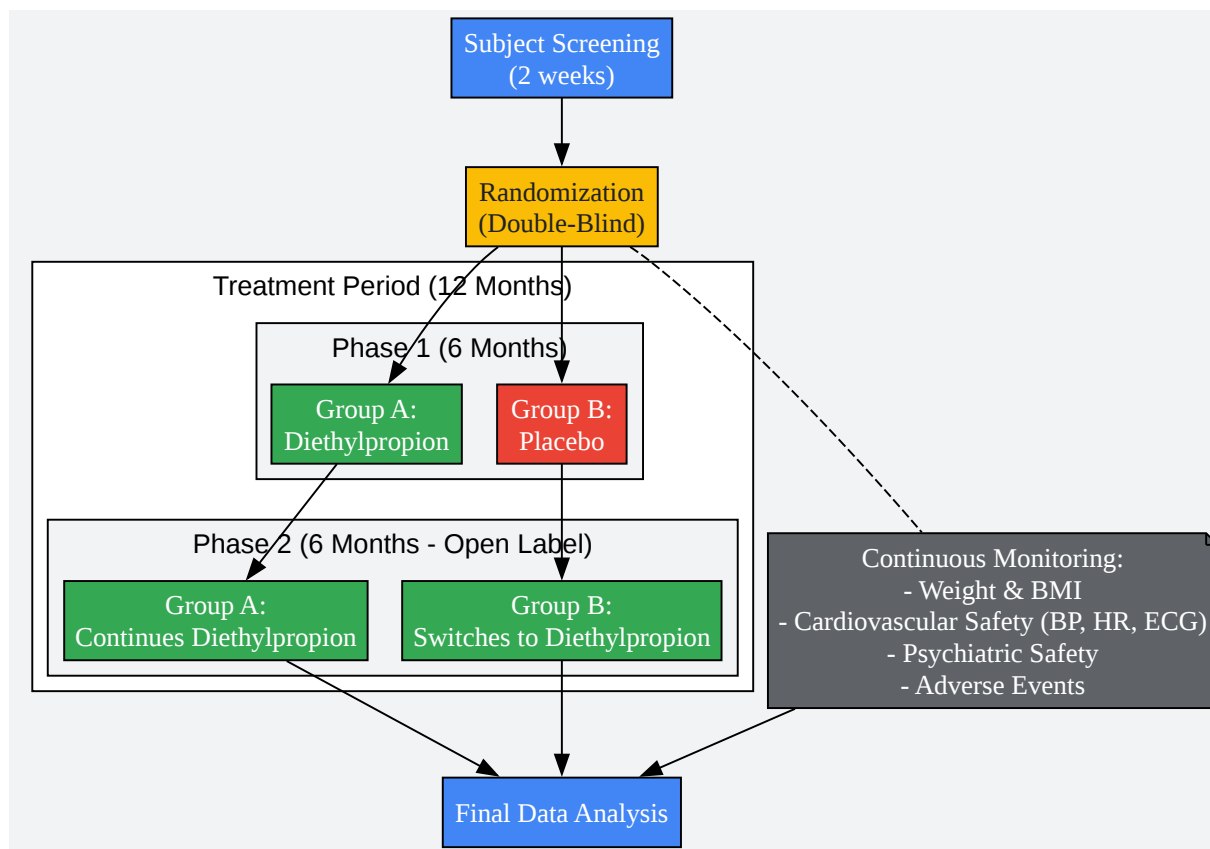 Subject Screening
(2 weeks)
Randomization
(Double-Blind)
Treatment Period (12 Months)
Phase 1 (6 Months)
Group A:
Diethylpropion
Group B:
Placebo
Phase 2 (6 Months - Open Label)
Group A:
Continues Diethylpropion
Group B:
Switches to Diethylpropion
Continuous Monitoring:
- Weight & BMI
- Cardiovascular Safety (BP, HR, ECG)
- Psychiatric Safety
- Adverse Events
Final Data Analysis